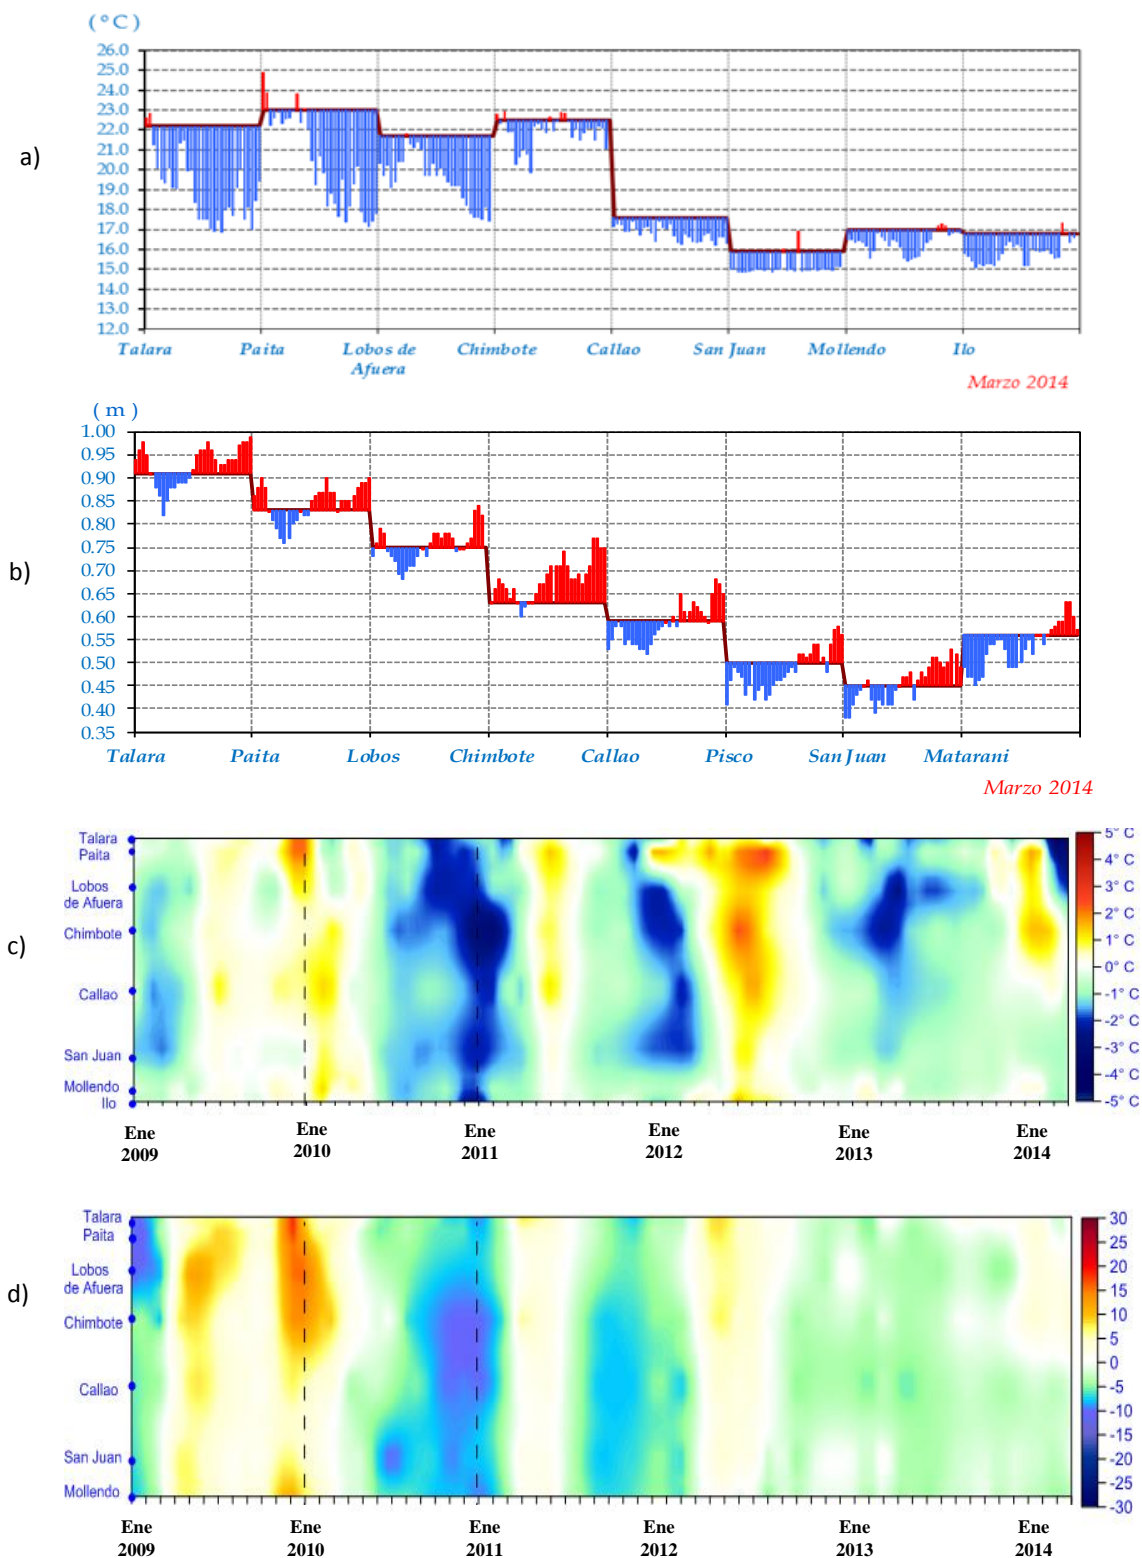 ( °C )
26.0
25.0
24.0
23.0
22.0
21.0
20.0
19.0
18.0
17.0
16.0
15.0
14.0
13.0
12.0
a)
Talara Paita Lobos de Afuera Chimbote Callao San Juan Mollendo Ilo
Marzo 2014
( m )
1.00
0.95
0.90
0.85
0.80
0.75
0.70
0.65
0.60
0.55
0.50
0.45
0.40
0.35
b)
Talara Paita Lobos Chimbote Callao Pisco San Juan Matarani
Marzo 2014
c)
Talara
Paita
Lobos
de Afuera
Chimbote
Callao
San Juan
Mollendo
Ilo
5° C
4° C
3° C
2° C
1° C
0° C
-1° C
-2° C
-3° C
-4° C
-5° C
Ene 2009
Ene 2010
Ene 2011
Ene 2012
Ene 2013
Ene 2014
d)
Talara
Paita
Lobos
de Afuera
Chimbote
Callao
San Juan
Mollendo
30
25
20
15
10
5
0
-5
-10
-15
-20
-25
-30
Ene 2009
Ene 2010
Ene 2011
Ene 2012
Ene 2013
Ene 2014